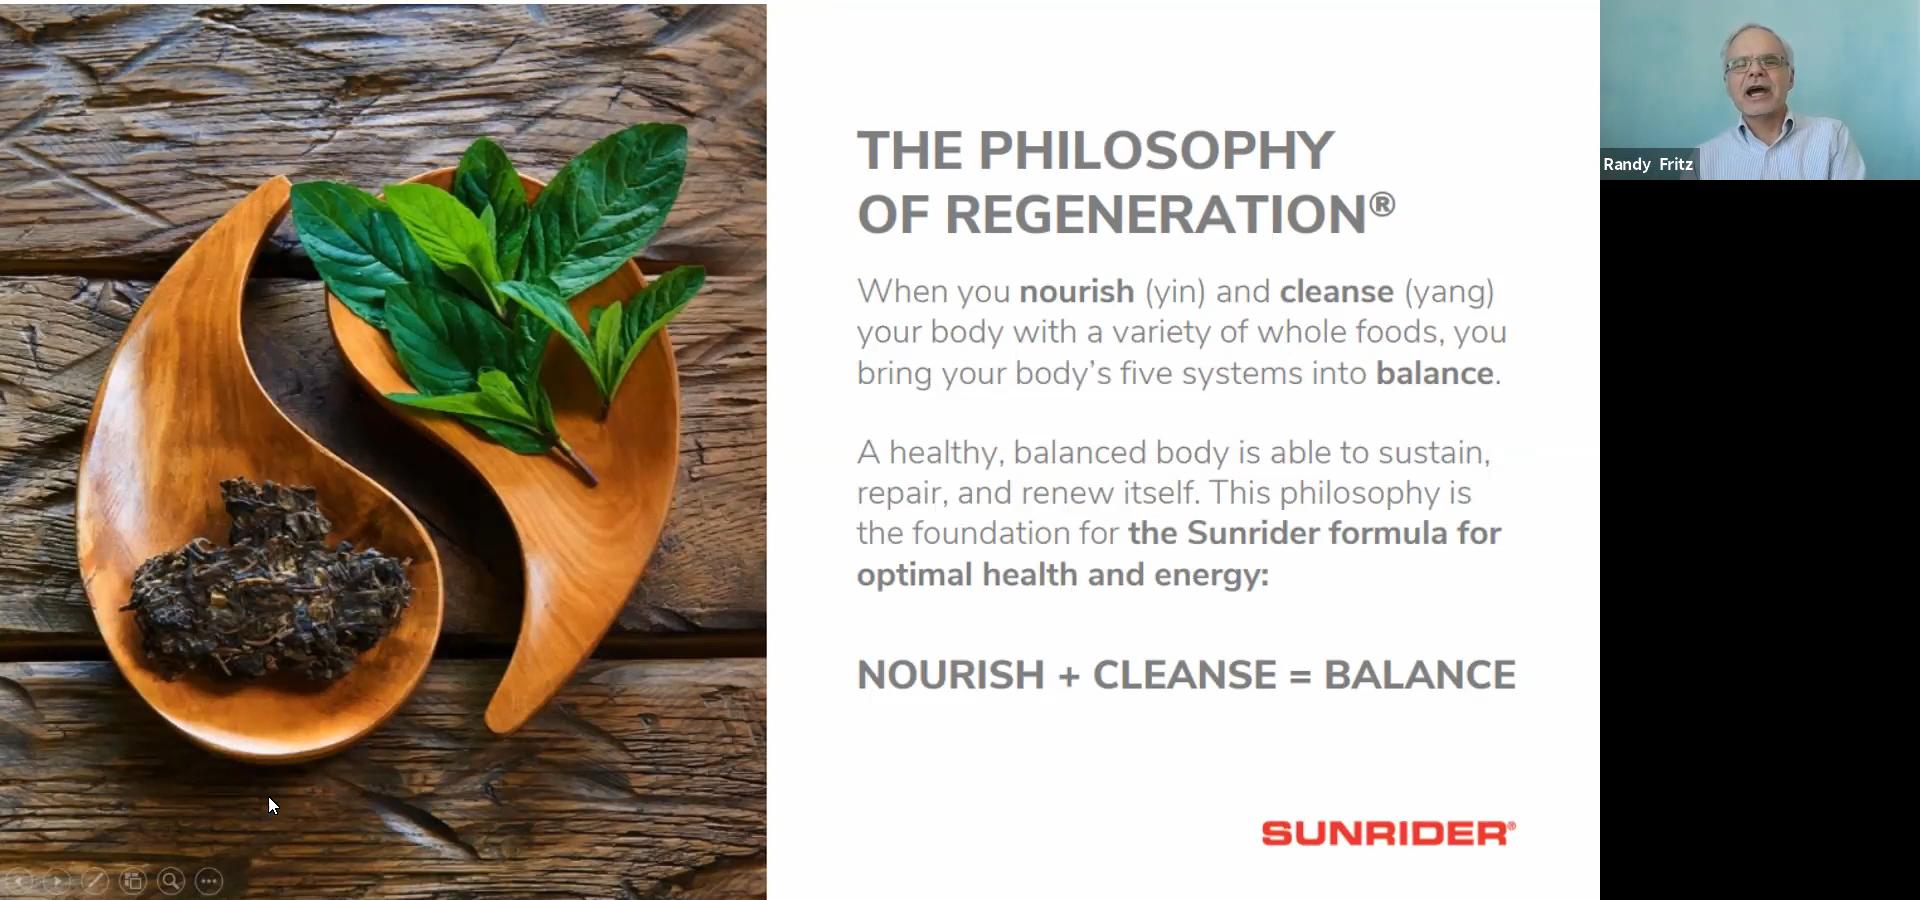 THE PHILOSOPHY
OF REGENERATION®
When you nourish (yin) and cleanse (yang)
your body with a variety of whole foods, you
bring your body's five systems into balance.
A healthy, balanced body is able to sustain,
repair, and renew itself. This philosophy is
the foundation for the Sunrider formula for
optimal health and energy:
NOURISH + CLEANSE = BALANCE
SUNRIDER®
Randy Fritz